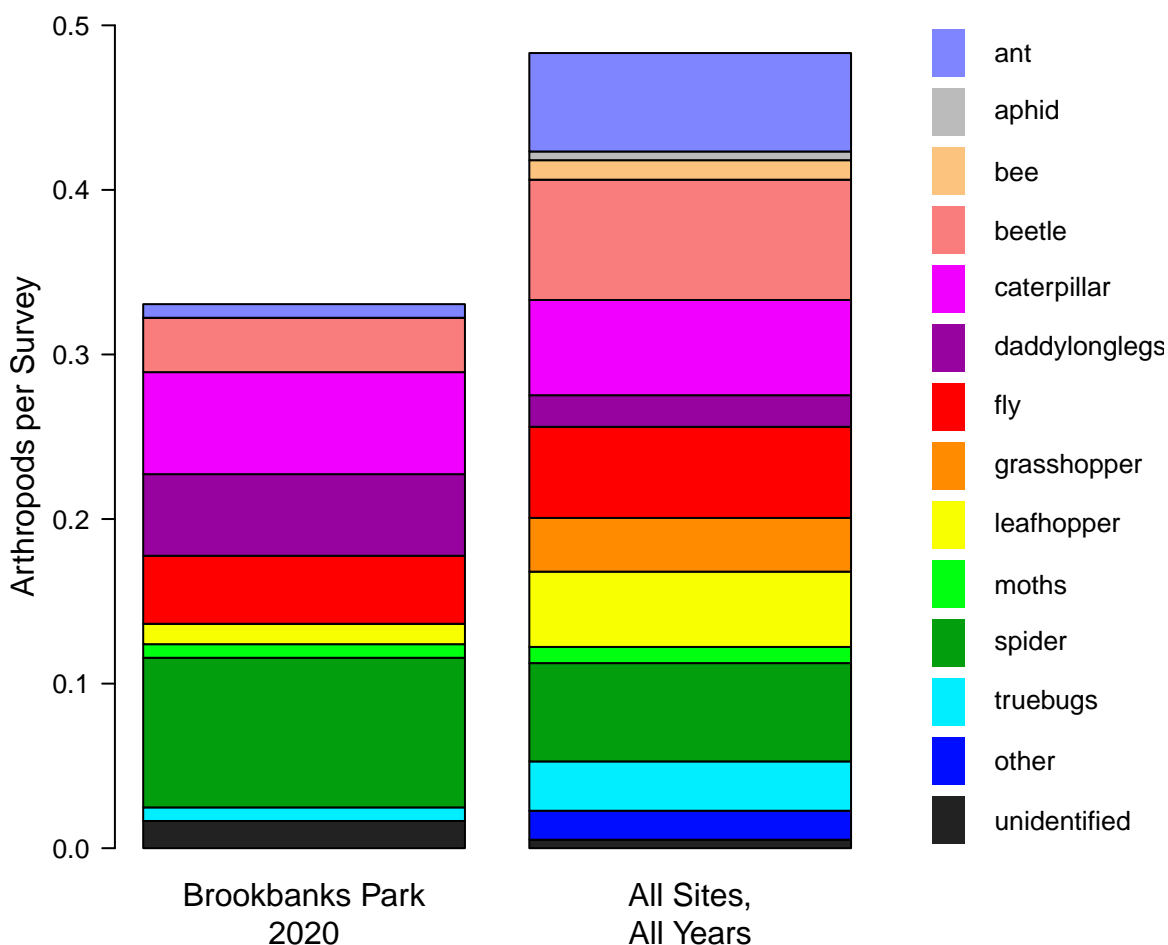 0.5
0.4
0.3
0.2
0.1
0.0
Arthropods per Survey
Brookbanks Park
2020
All Sites,
All Years
ant
aphid
bee
beetle
caterpillar
daddylonglegs
fly
grasshopper
leafhopper
moths
spider
truebugs
other
unidentified